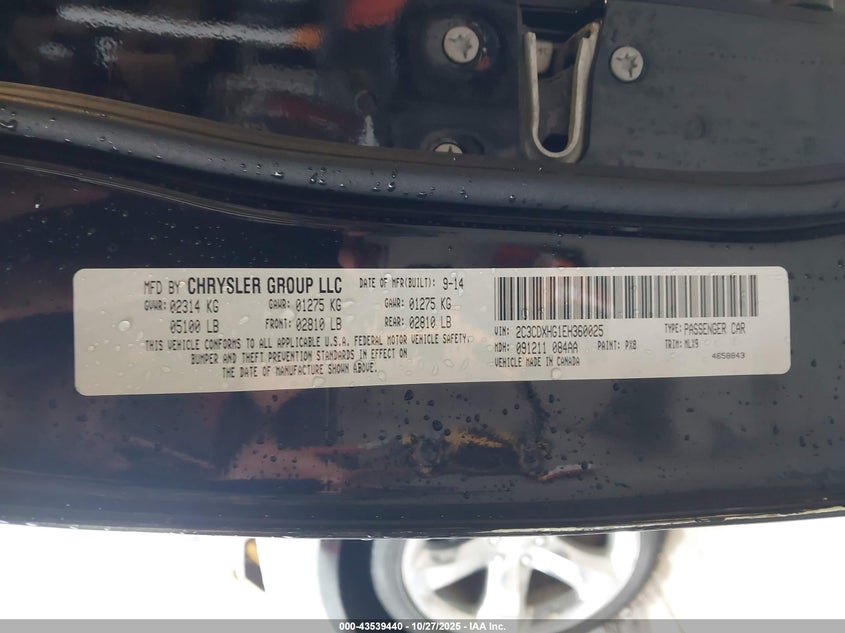 MFD BY CHRYSLER GROUP LLC DATE OF MFR(BUILT): 9-14
GVWR: 02314 KG GAWR: 01275 KG GAWR: 01275 KG
05100 LB FRONT: 02810 LB REAR: 02810 LB
THIS VEHICLE CONFORMS TO ALL APPLICABLE U.S.A. FEDERAL MOTOR VEHICLE SAFETY,
BUMPER AND THEFT PREVENTION STANDARDS IN EFFECT ON
THE DATE OF MANUFACTURE SHOWN ABOVE.
VIN: 2C3CDXHG1EH360025 TYPE: PASSENGER CAR
MDH: 091211 084AA PAINT: PX8 TRIM: MLX9
VEHICLE MADE IN CANADA 4658843
000-43539440 - 10/27/2025 - IAA Inc.